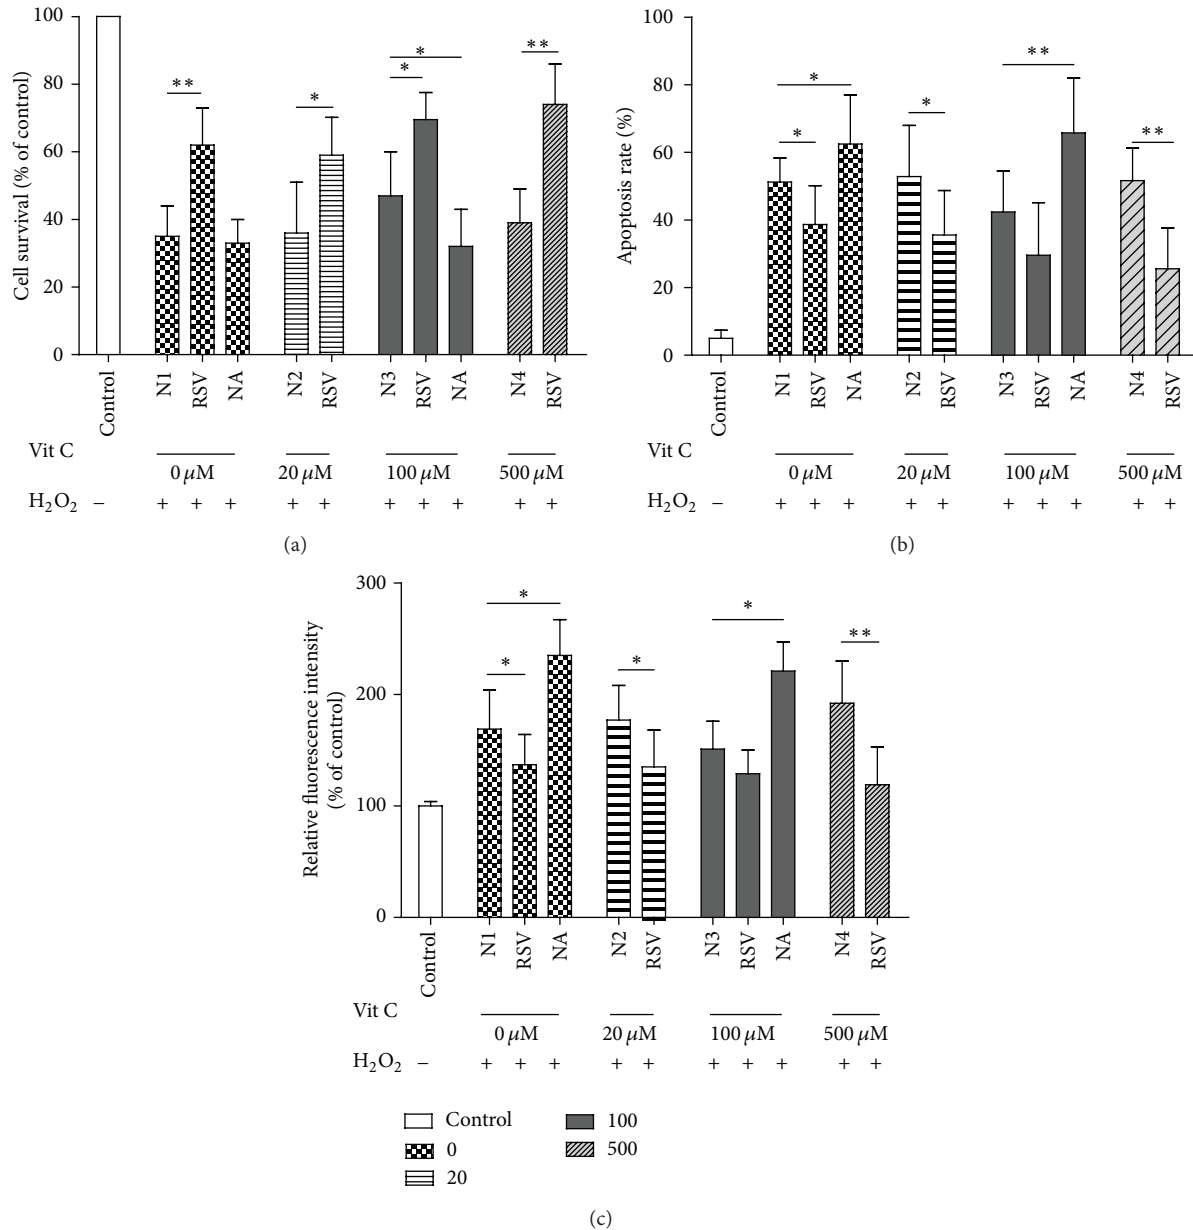 Cell survival (% of control)
100
80
60
40
20
0
** * * * **
Control N1 RSV NA N2 RSV N3 RSV NA N4 RSV
Vit C
0 μM 20 μM 100 μM 500 μM
H₂O₂ − + + + + + + + + + +
(a)
Apoptosis rate (%)
100
80
60
40
20
0
* * * ** **
Control N1 RSV NA N2 RSV N3 RSV NA N4 RSV
Vit C
0 μM 20 μM 100 μM 500 μM
H₂O₂ − + + + + + + + + + +
(b)
Relative fluorescence intensity
(% of control)
300
200
100
0
* * * * **
Control N1 RSV NA N2 RSV N3 RSV NA N4 RSV
Vit C
0 μM 20 μM 100 μM 500 μM
H₂O₂ − + + + + + + + + + +
Control 100
0 500
20
(c)